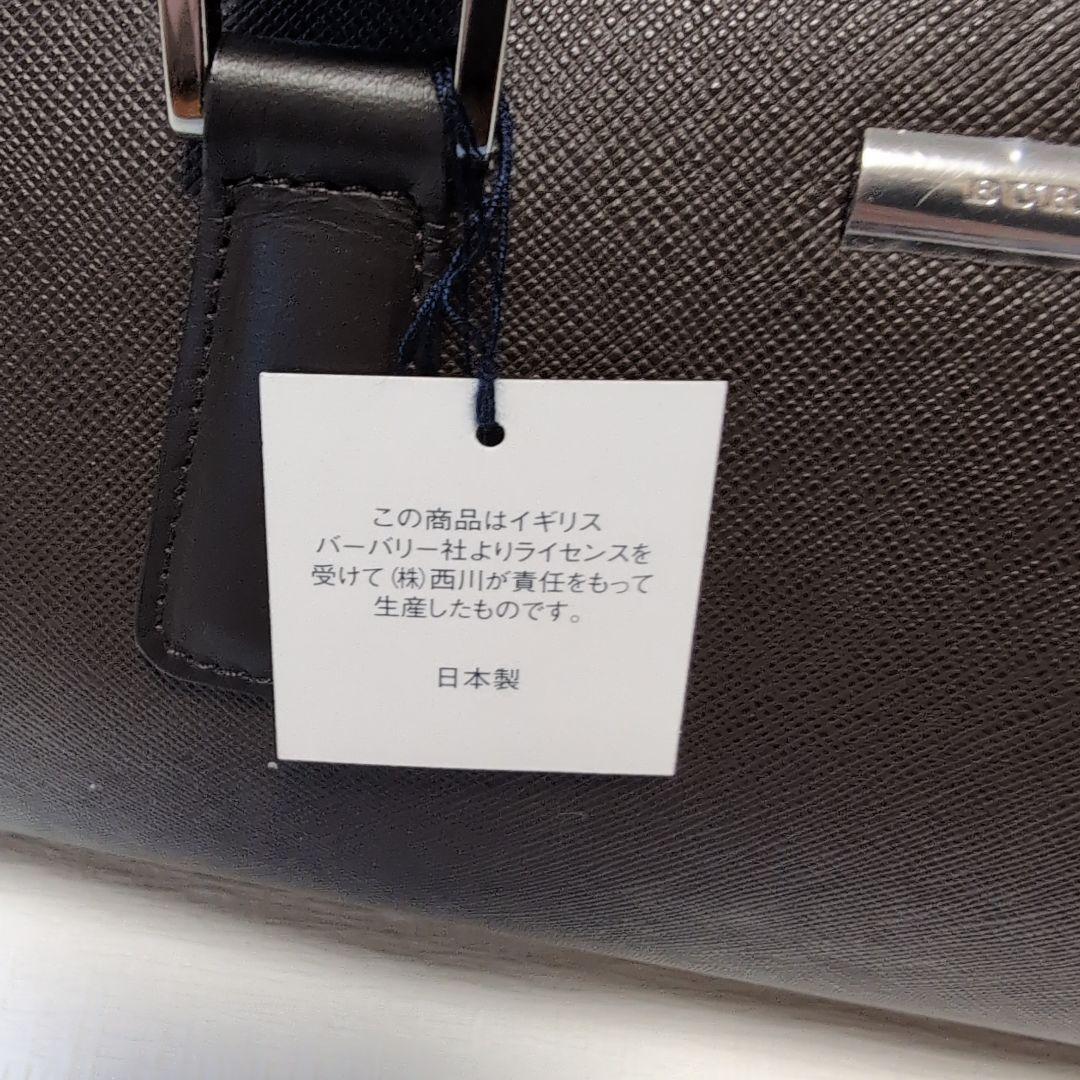 BUR
この商品はイギリス
バーバリー社よりライセンスを
受けて(株)西川が責任をもって
生産したものです。
日本製